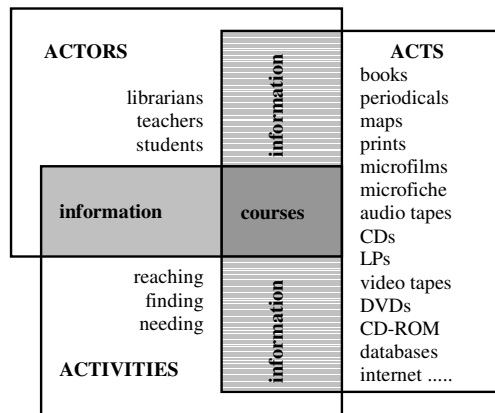 ACTORS
librarians
teachers
students
information
information
courses
reaching
finding
needing
information
ACTIVITIES
ACTS
books
periodicals
maps
prints
microfilms
microfiche
audio tapes
CDs
LPs
video tapes
DVDs
CD-ROM
databases
internet .....